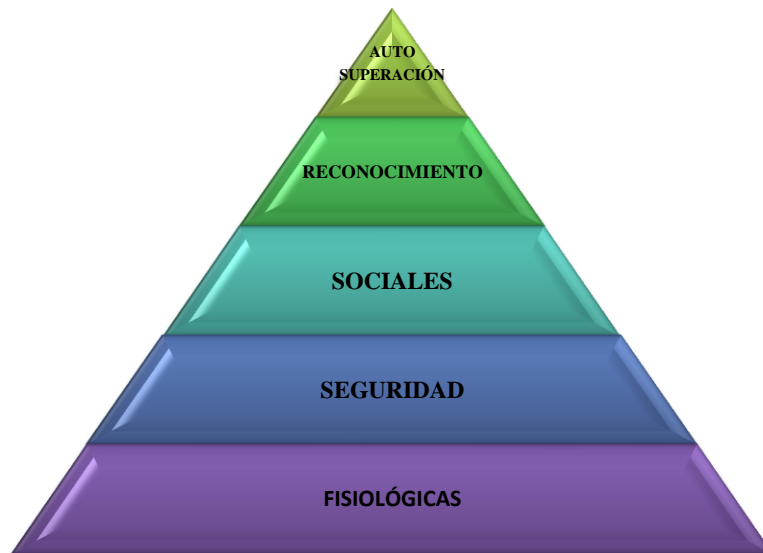 AUTO
SUPERACIÓN
RECONOCIMIENTO
SOCIALES
SEGURIDAD
FISIOLÓGICAS